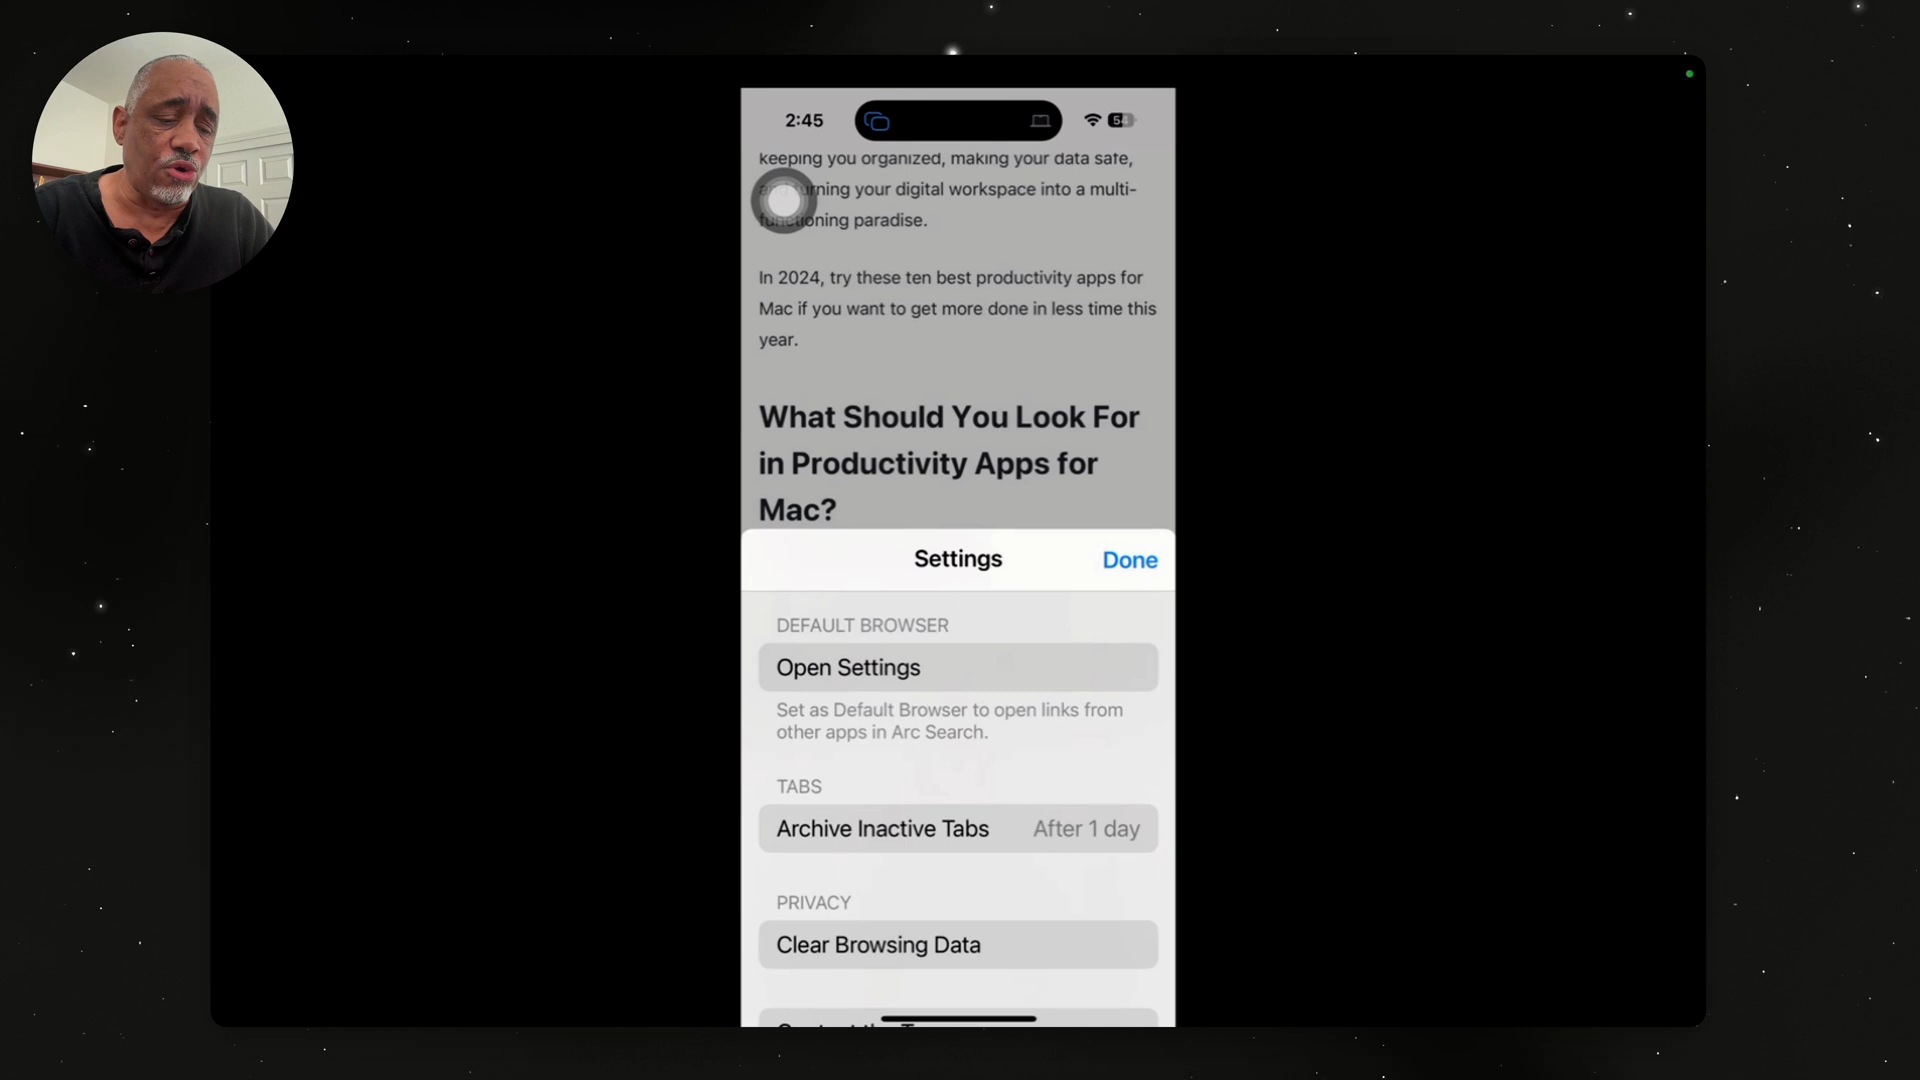 2:45
keeping you organized, making your data safe,
turning your digital workspace into a multi-
functioning paradise.
In 2024, try these ten best productivity apps for
Mac if you want to get more done in less time this
year.
What Should You Look For
in Productivity Apps for
Mac?
Settings
Done
DEFAULT BROWSER
Open Settings
Set as Default Browser to open links from
other apps in Arc Search.
TABS
Archive Inactive Tabs
After 1 day
PRIVACY
Clear Browsing Data